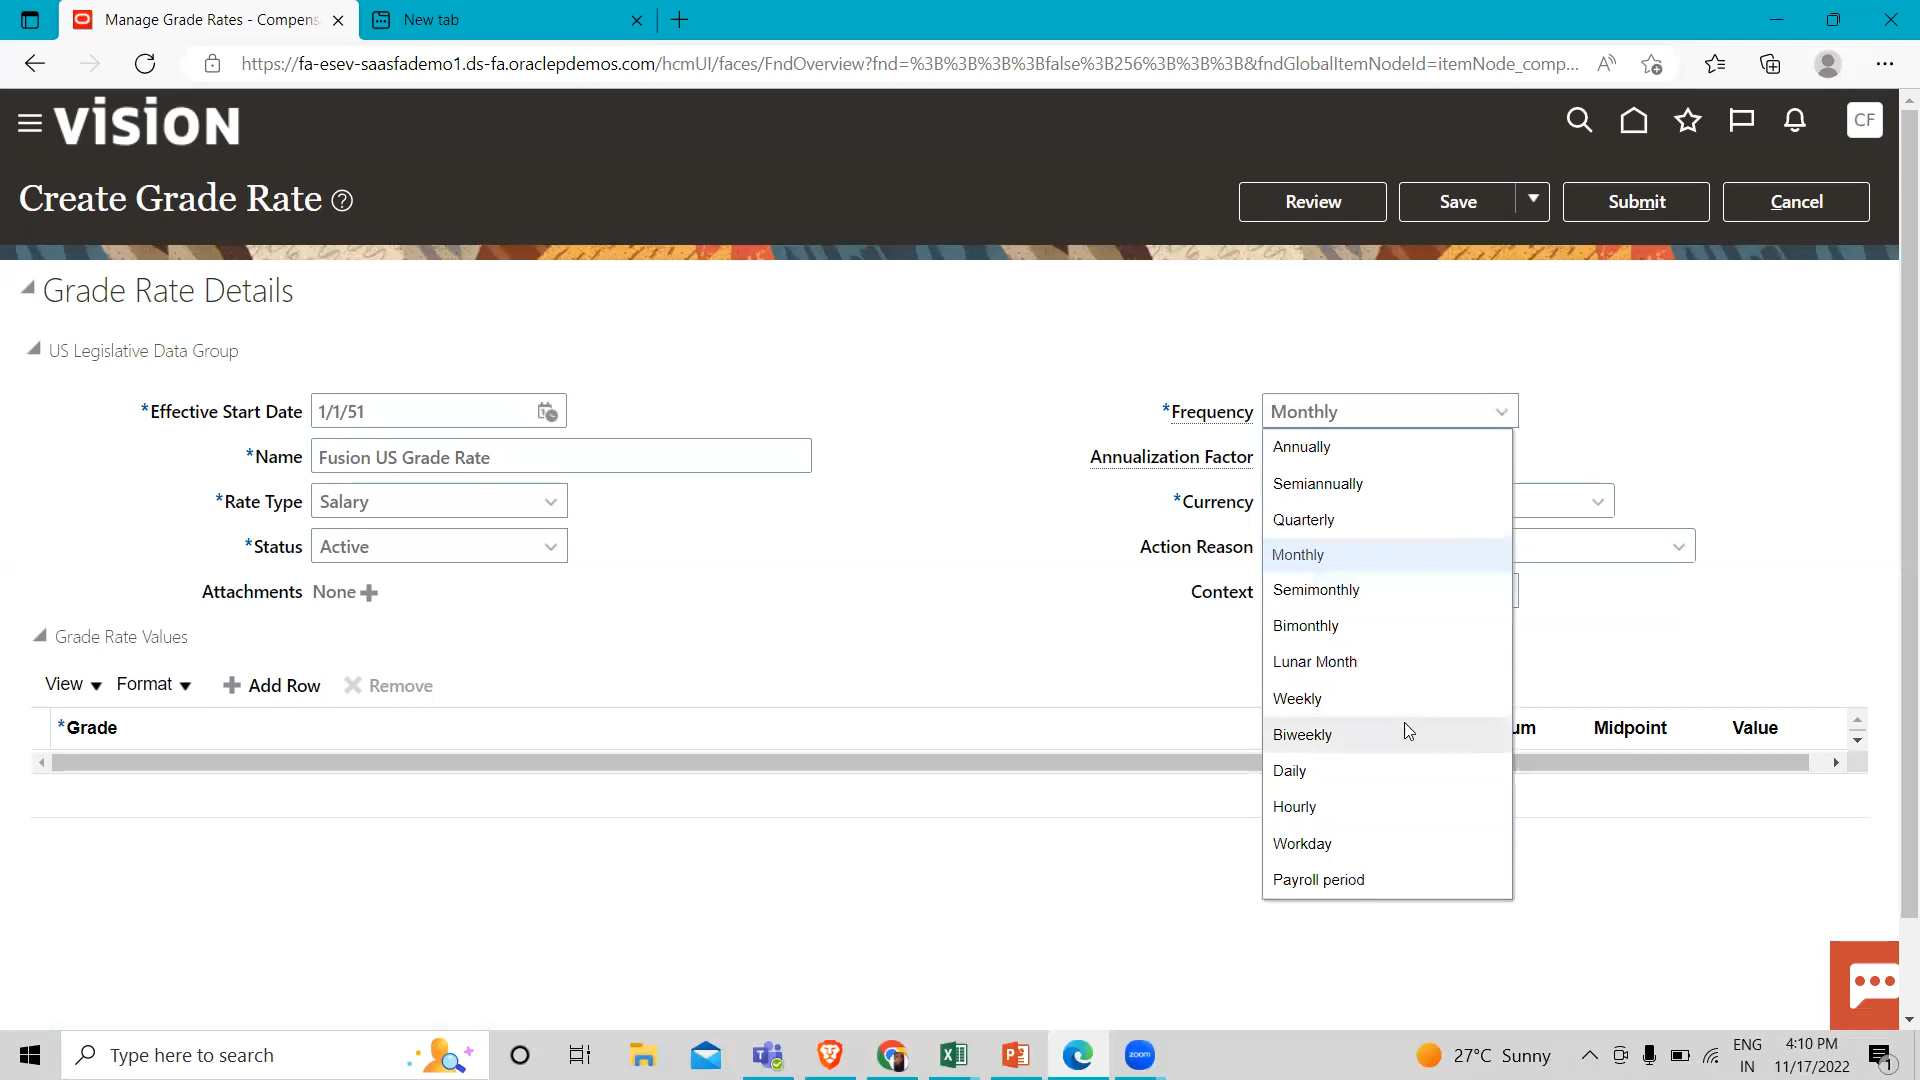 Manage Grade Rates - Compens
New tab
https://fa-esev-saasfademo1.ds-fa.oraclepdemos.com/hcmUI/faces/FndOverview?fnd=%3B%3B%3B%3Bfalse%3B256%3B%3B%3B&fndGlobalItemNodeId=itemNode_comp...
vision
CF
Create Grade Rate
Review
Save
Submit
Cancel
Grade Rate Details
US Legislative Data Group
*Effective Start Date 1/1/51
*Name Fusion US Grade Rate
*Rate Type Salary
*Status Active
Attachments None
*Frequency Monthly
Annualization Factor
*Currency
Action Reason
Context
Annually
Semiannually
Quarterly
Monthly
Semimonthly
Bimonthly
Lunar Month
Weekly
Biweekly
Daily
Hourly
Workday
Payroll period
Grade Rate Values
View Format Add Row Remove
*Grade
um Midpoint Value
Type here to search
zoom
27°C Sunny
ENG
IN
4:10 PM
11/17/2022
1